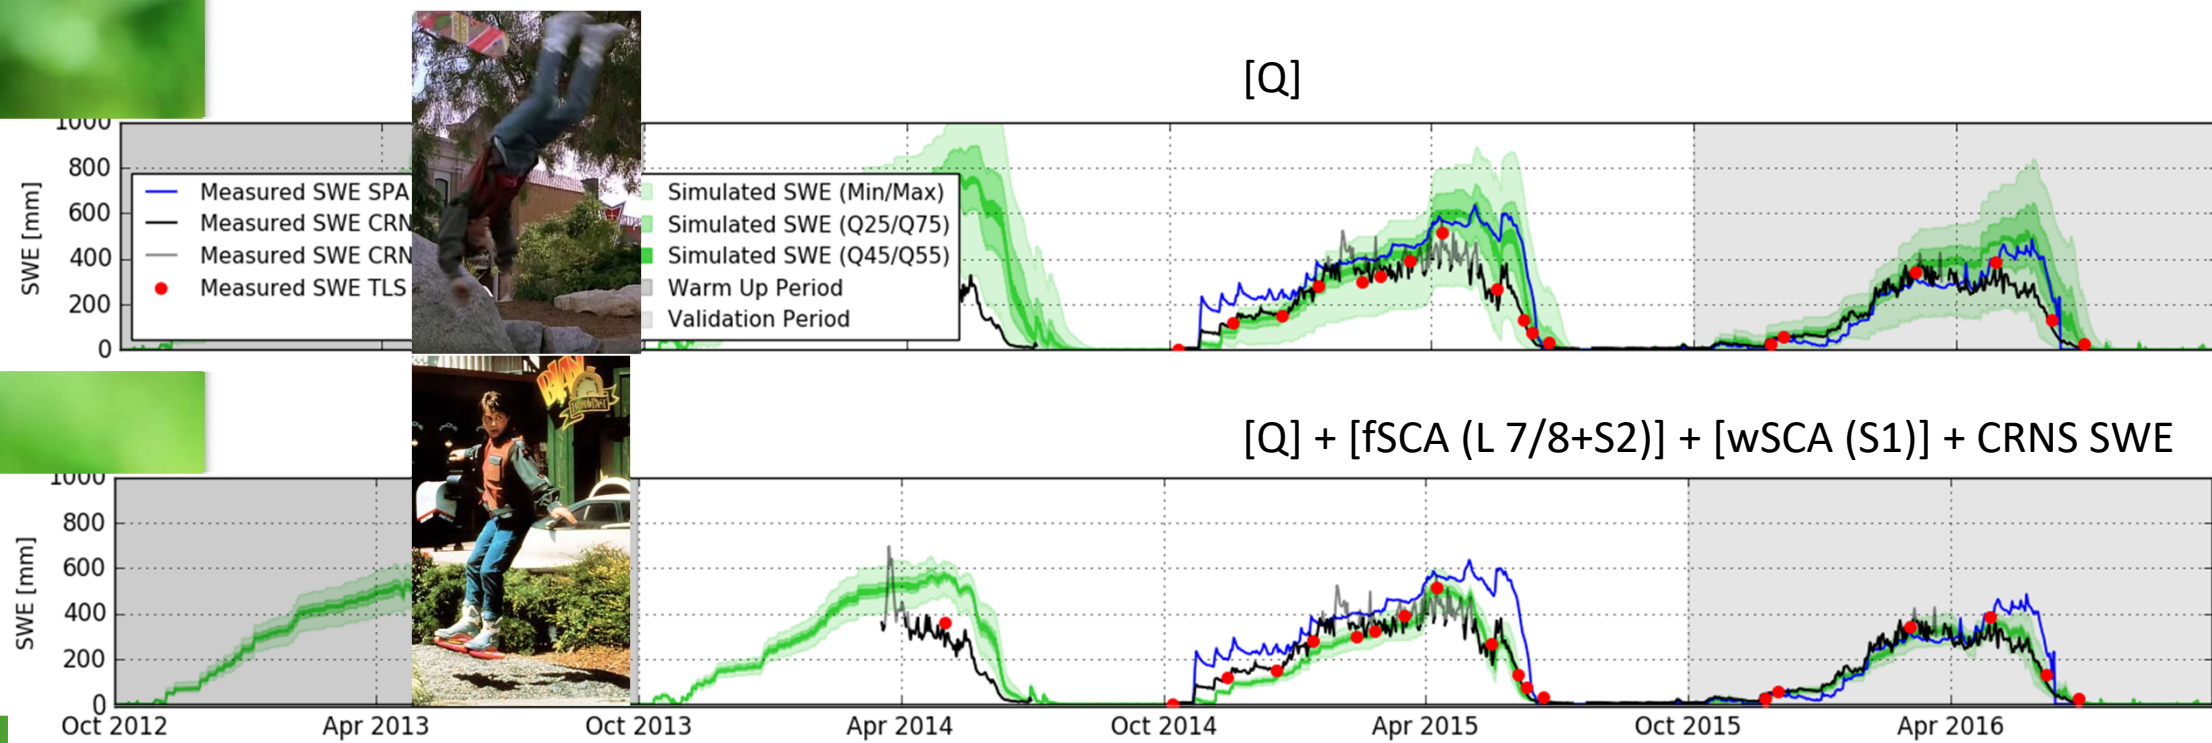 [Q]
1000
800
600
400
200
0
SWE [mm]
Measured SWE SPA
Measured SWE CRN
Measured SWE CRN
Measured SWE TLS
Simulated SWE (Min/Max)
Simulated SWE (Q25/Q75)
Simulated SWE (Q45/Q55)
Warm Up Period
Validation Period
[Q] + [fSCA (L 7/8+S2)] + [wSCA (S1)] + CRNS SWE
1000
800
600
400
200
0
SWE [mm]
Oct 2012 Apr 2013 Oct 2013 Apr 2014 Oct 2014 Apr 2015 Oct 2015 Apr 2016